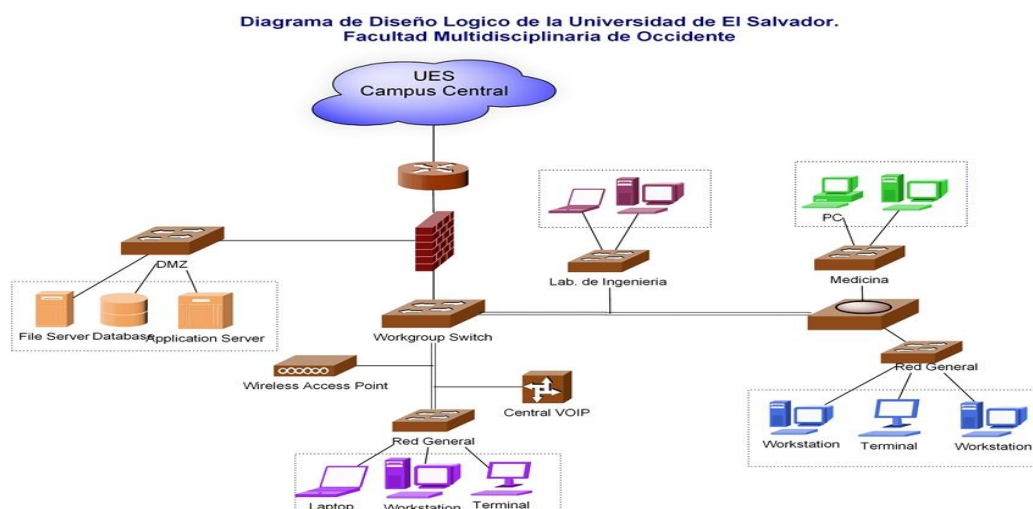 Diagrama de Diseño Logico de la Universidad de El Salvador.
Facultad Multidisciplinaria de Occidente
UES
Campus Central
PC
DMZ
Lab. de Ingenieria
Medicina
File Server
Database
Application Server
Workgroup Switch
Wireless Access Point
Central VOIP
Red General
Red General
Workstation
Terminal
Workstation
Laptop
Workstation
Terminal